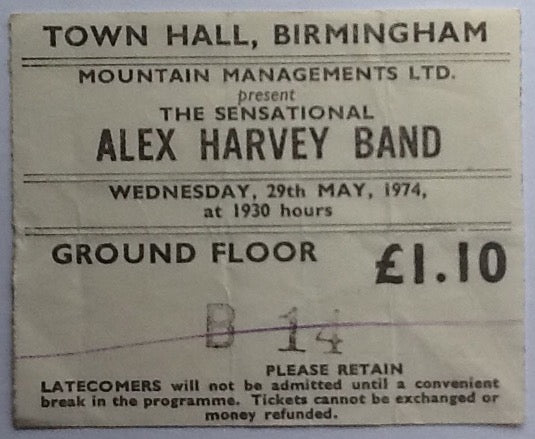 TOWN HALL, BIRMINGHAM
MOUNTAIN MANAGEMENTS LTD.
present
THE SENSATIONAL
ALEX HARVEY BAND
WEDNESDAY, 29th MAY, 1974,
at 1930 hours
GROUND FLOOR £1.10
B 14
PLEASE RETAIN
LATECOMERS will not be admitted until a convenient
break in the programme. Tickets cannot be exchanged or
money refunded.